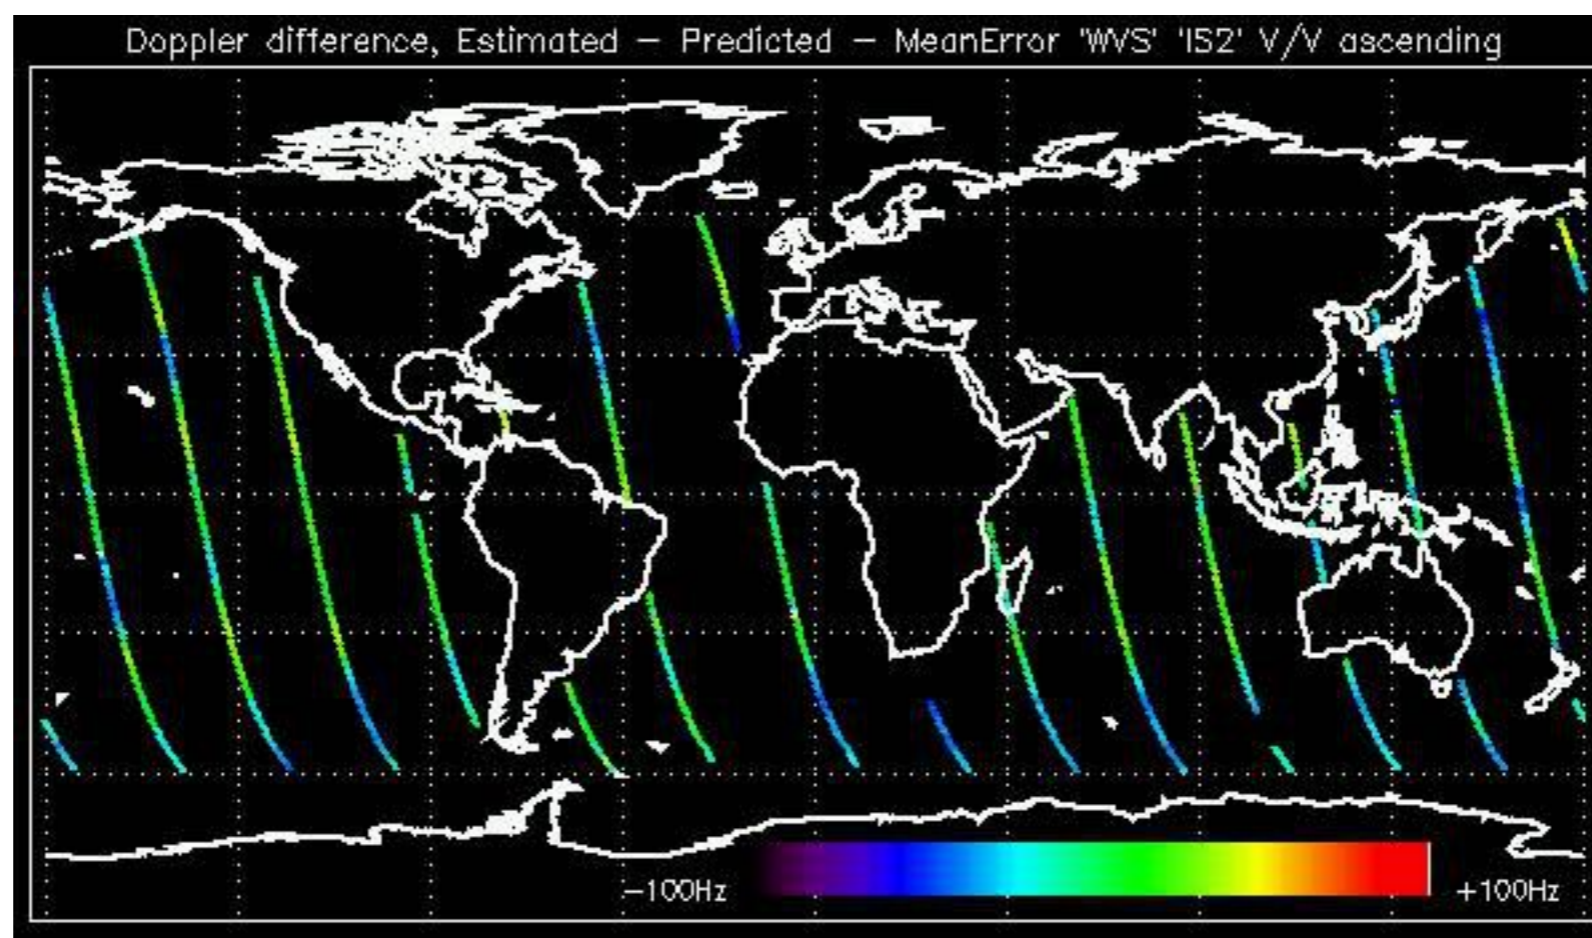 Doppler difference, Estimated – Predicted – MeanError 'WVS' 'IS2' V/V ascending
–100Hz
+100Hz